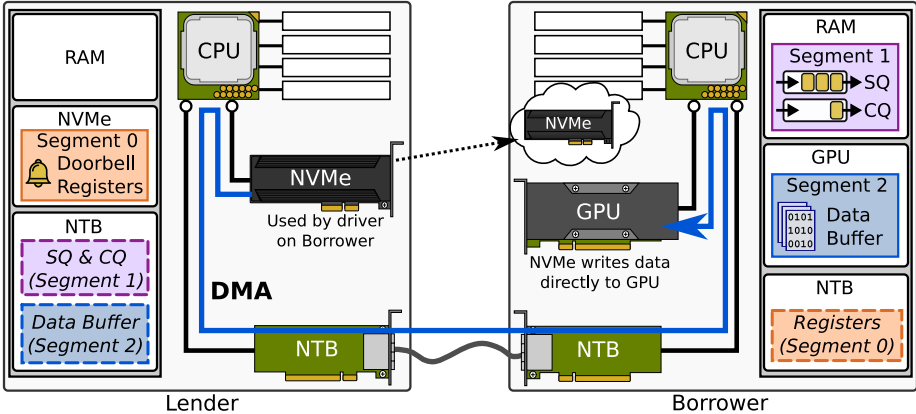 RAM
NVMe
Segment 0
Doorbell
Registers
NTB
SQ & CQ
(Segment 1)
Data Buffer
(Segment 2)
CPU
NVMe
Used by driver
on Borrower
DMA
NTB
Lender
CPU
NVMe
GPU
NVMe writes data
directly to GPU
NTB
RAM
Segment 1
SQ
CQ
GPU
Segment 2
0101
1010
0010
Data
Buffer
NTB
Registers
(Segment 0)
Borrower